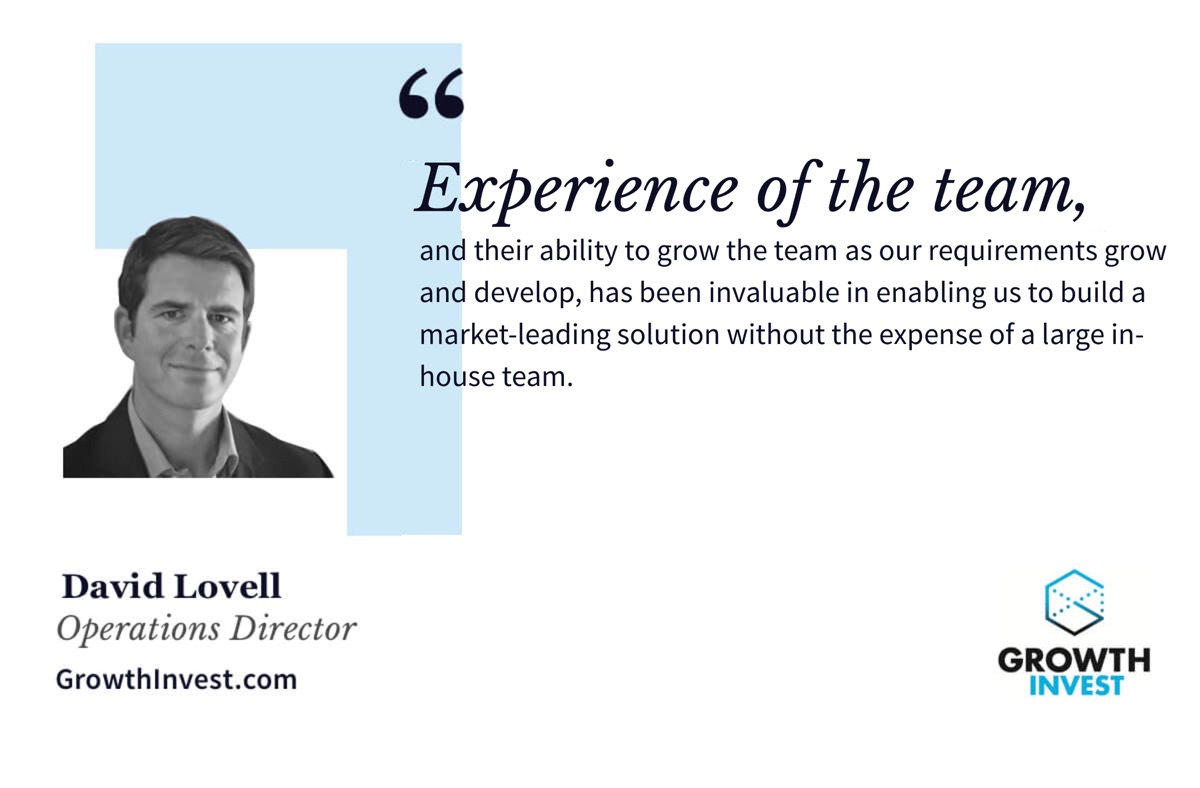 “
Experience of the team,
and their ability to grow the team as our requirements grow
and develop, has been invaluable in enabling us to build a
market-leading solution without the expense of a large in-
house team.
David Lovell
Operations Director
GrowthInvest.com
GROWTH
INVEST